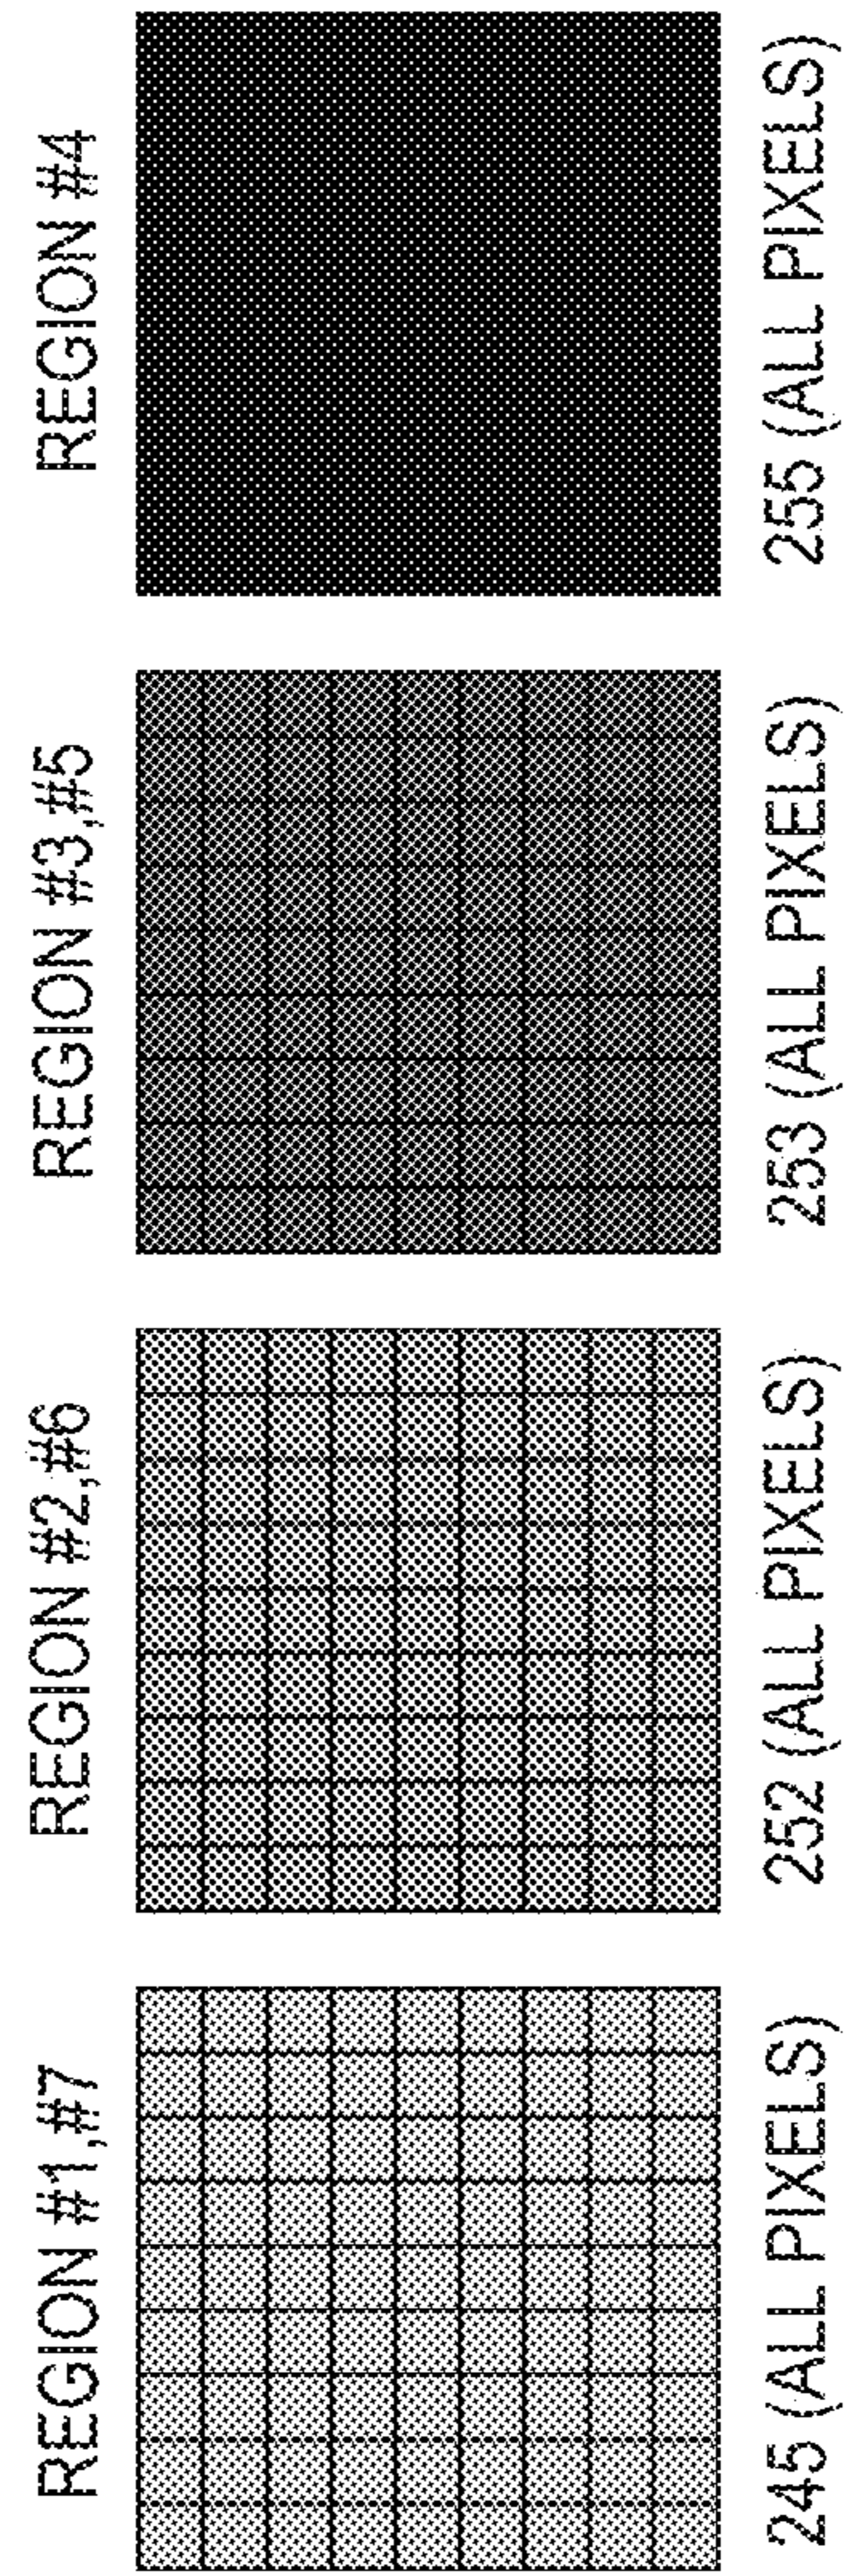 REGION #1,#7
245 (ALL PIXELS)
REGION #2,#6
252 (ALL PIXELS)
REGION #3,#5
253 (ALL PIXELS)
REGION #4
255 (ALL PIXELS)